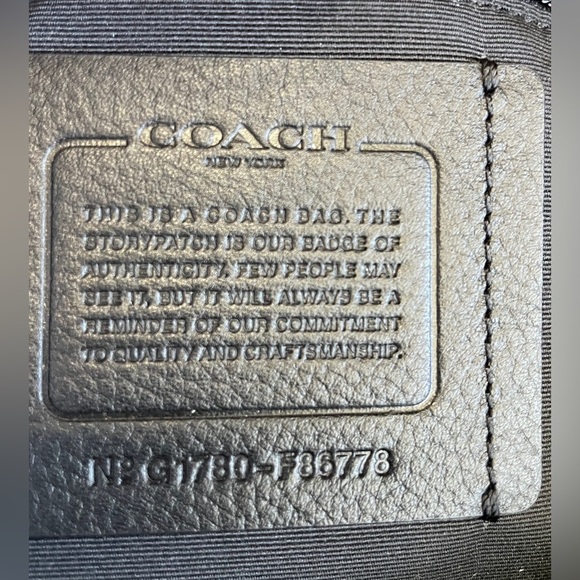 COACH
NEW YORK
THIS IS A COACH BAG. THE
STORYPATCH IS OUR BADGE OF
AUTHENTICITY. FEW PEOPLE MAY
SEE IT, BUT IT WILL ALWAYS BE A
REMINDER OF OUR COMMITMENT
TO QUALITY AND CRAFTSMANSHIP.
Nº G1780-F86778